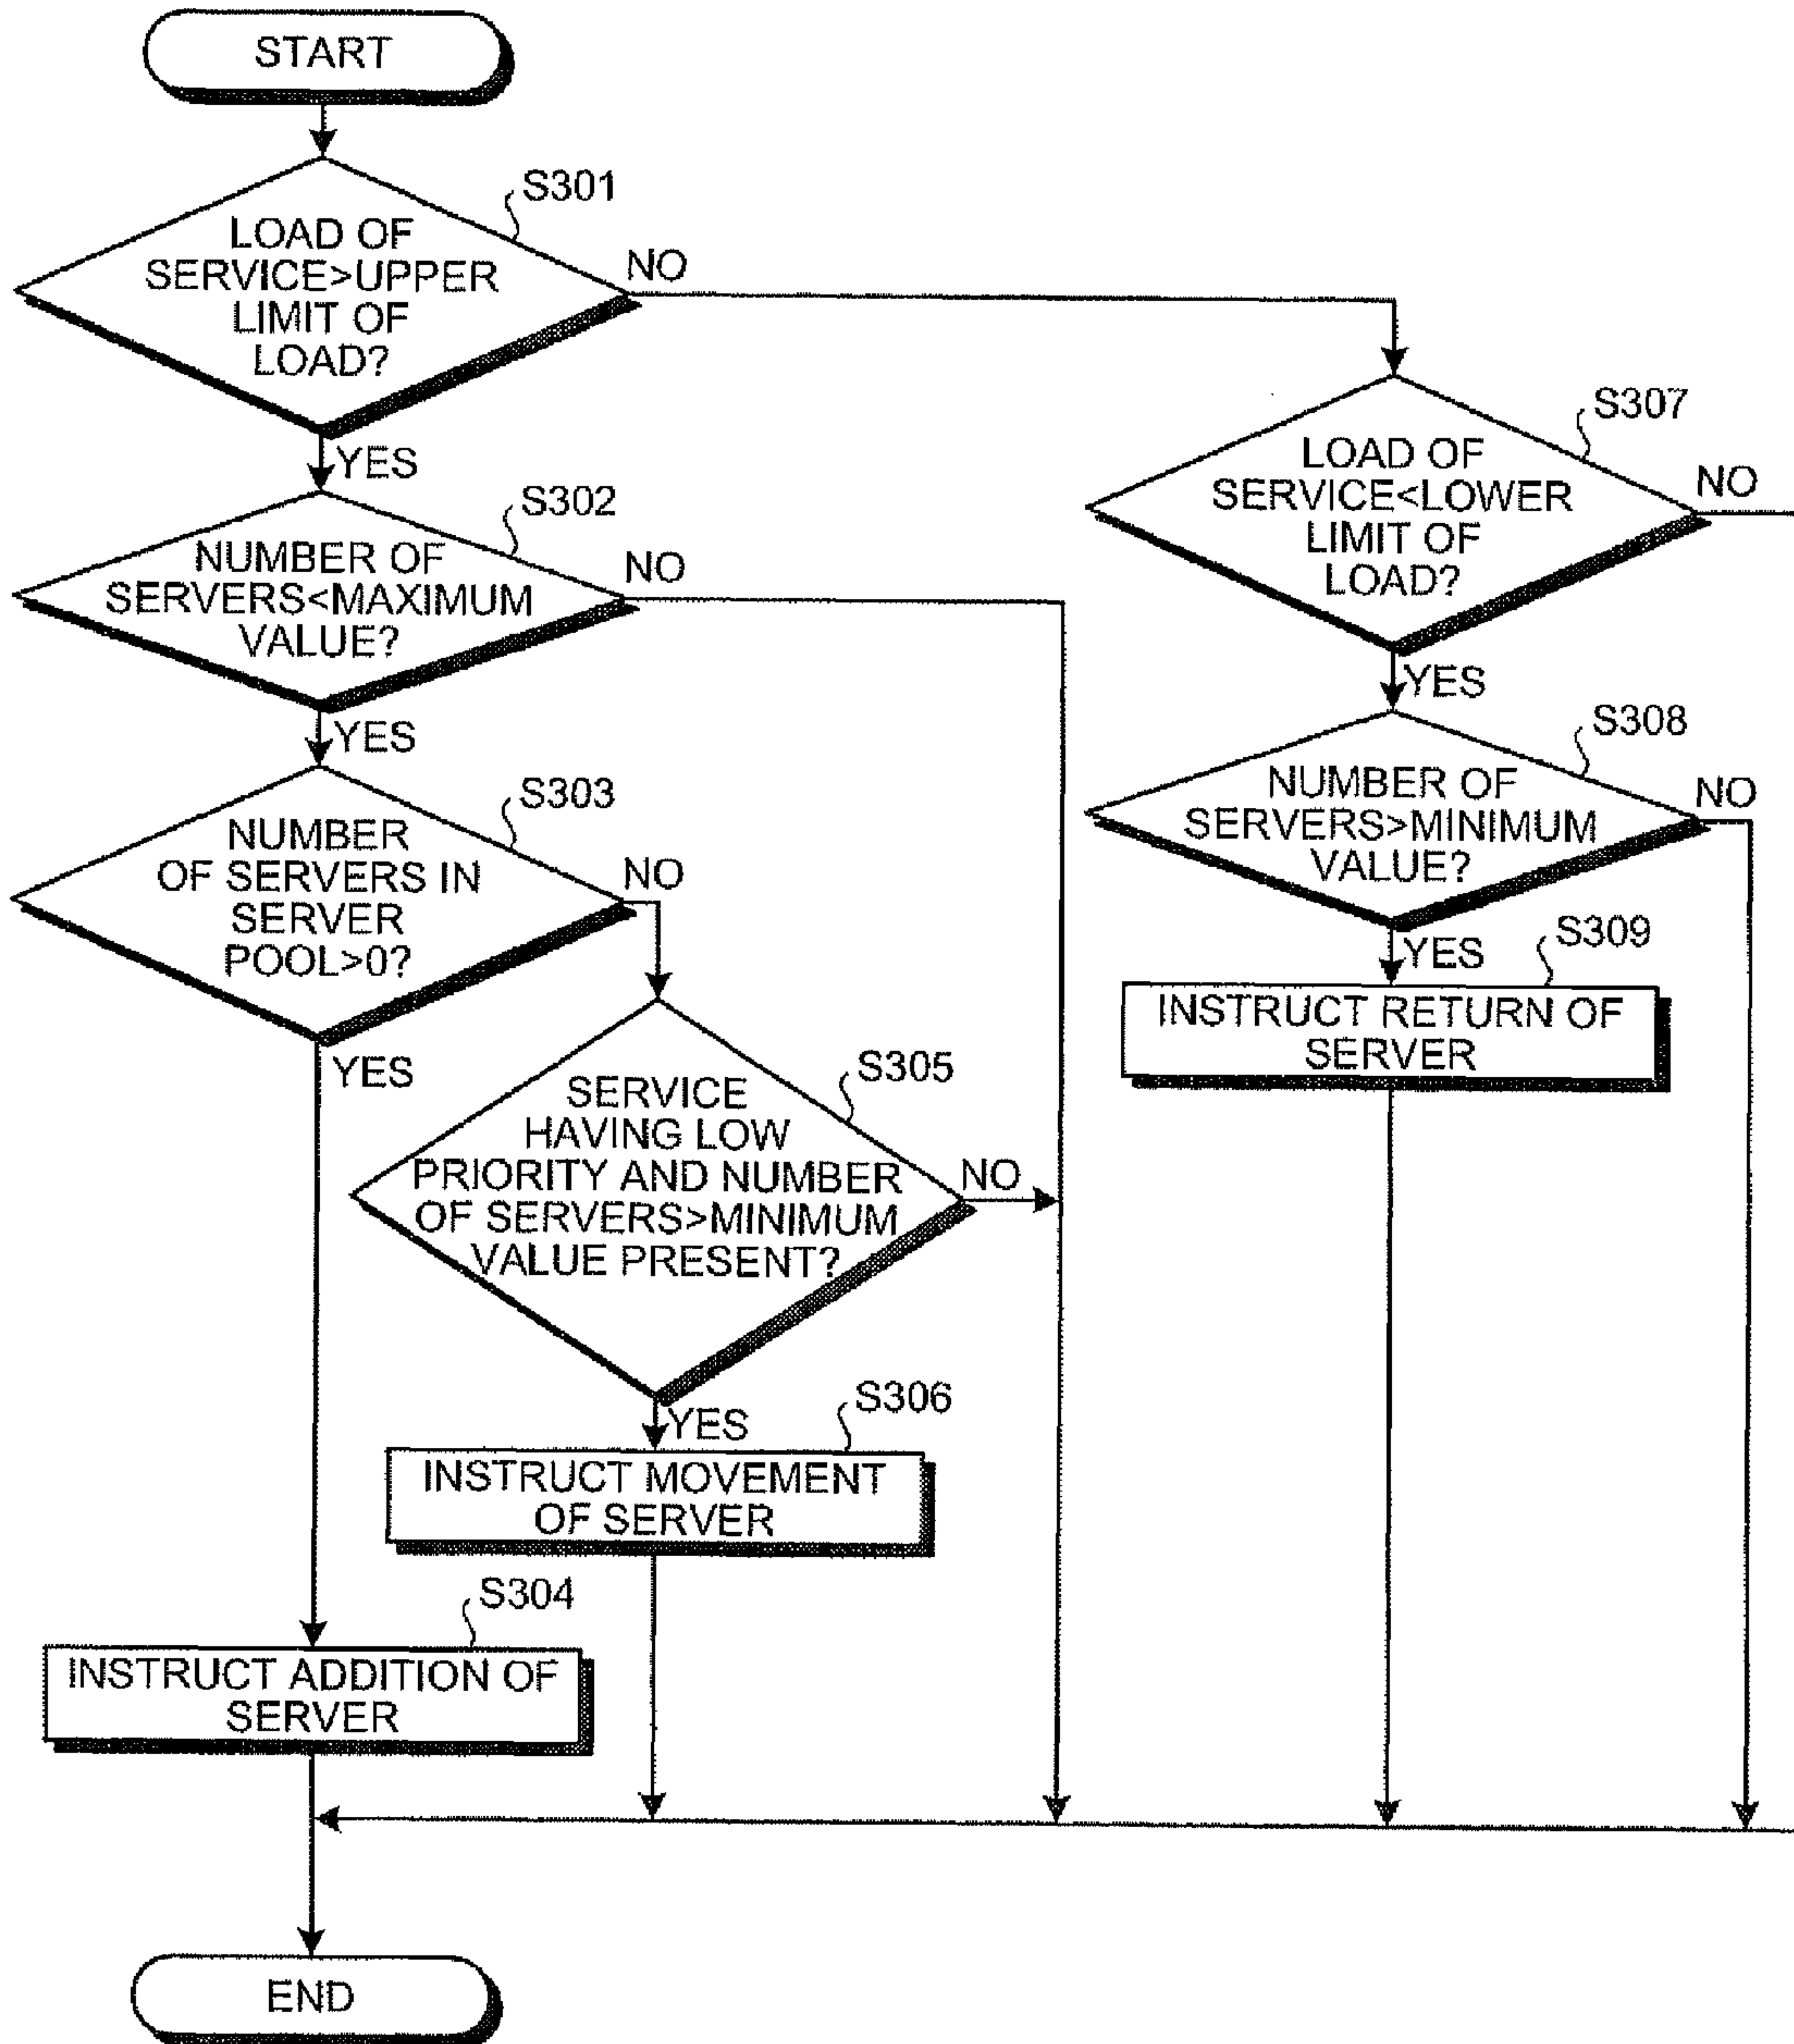 START
S301
LOAD OF
SERVICE>UPPER
LIMIT OF
LOAD?
NO
YES
S302
NUMBER OF
SERVERS<MAXIMUM
VALUE?
NO
YES
S303
NUMBER
OF SERVERS IN
SERVER
POOL>0?
NO
YES
S305
SERVICE
HAVING LOW
PRIORITY AND NUMBER
OF SERVERS>MINIMUM
VALUE PRESENT?
NO
YES
S306
INSTRUCT MOVEMENT
OF SERVER
S304
INSTRUCT ADDITION OF
SERVER
S307
LOAD OF
SERVICE<LOWER
LIMIT OF
LOAD?
NO
YES
S308
NUMBER OF
SERVERS>MINIMUM
VALUE?
NO
YES
S309
INSTRUCT RETURN OF
SERVER
END